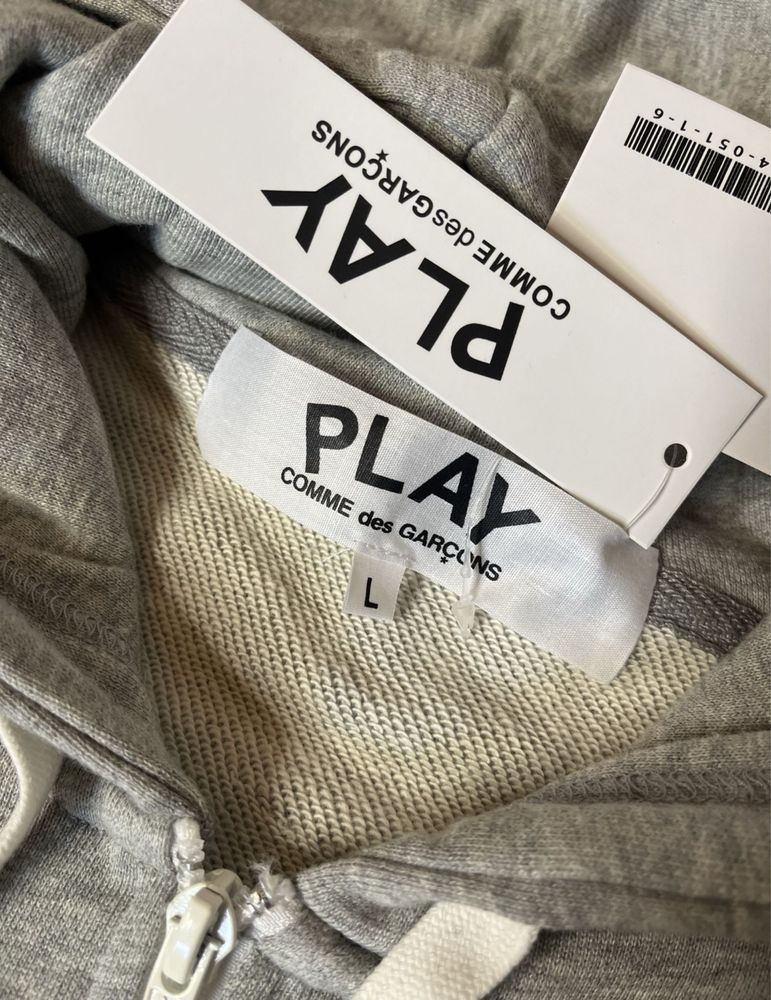 PLAY
COMME des GARÇONS
4-051-1-6
PLAY
COMME des GARÇONS
L